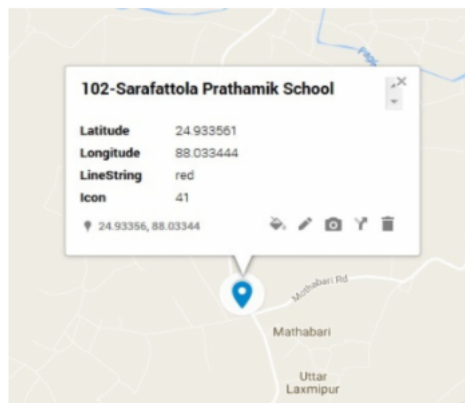 102-Sarafattola Prathamik School
Latitude 24.933561
Longitude 88.033444
LineString red
Icon 41
24.93356, 88.03344
Mothabari Rd
Mathabari
Uttar
Laxmipur